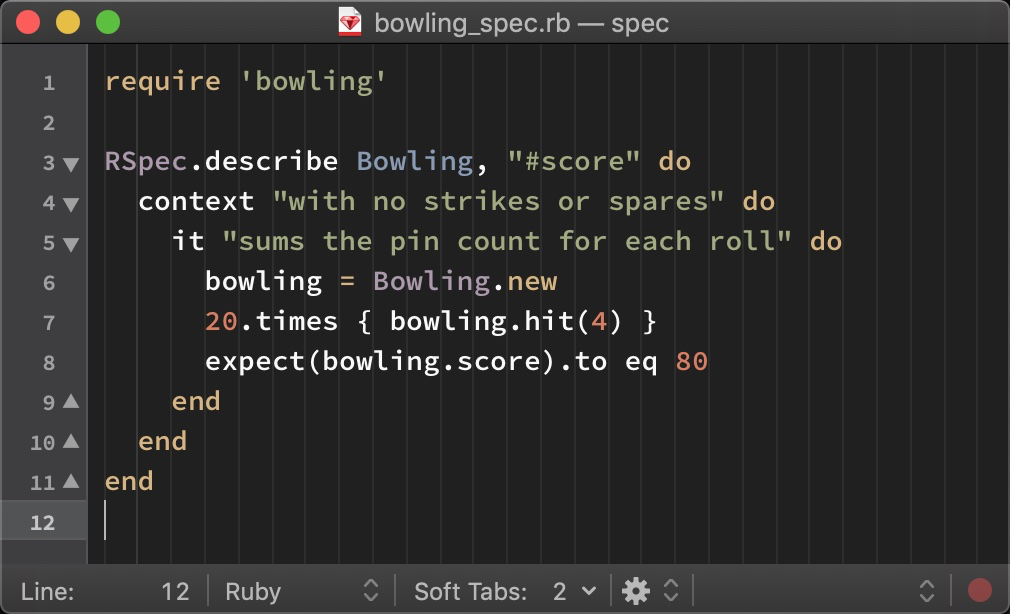 bowling_spec.rb — spec
1 require 'bowling'
2
3 RSpec.describe Bowling, "#score" do
4   context "with no strikes or spares" do
5     it "sums the pin count for each roll" do
6       bowling = Bowling.new
7       20.times { bowling.hit(4) }
8       expect(bowling.score).to eq 80
9     end
10   end
11 end
12
Line: 12 Ruby Soft Tabs: 2